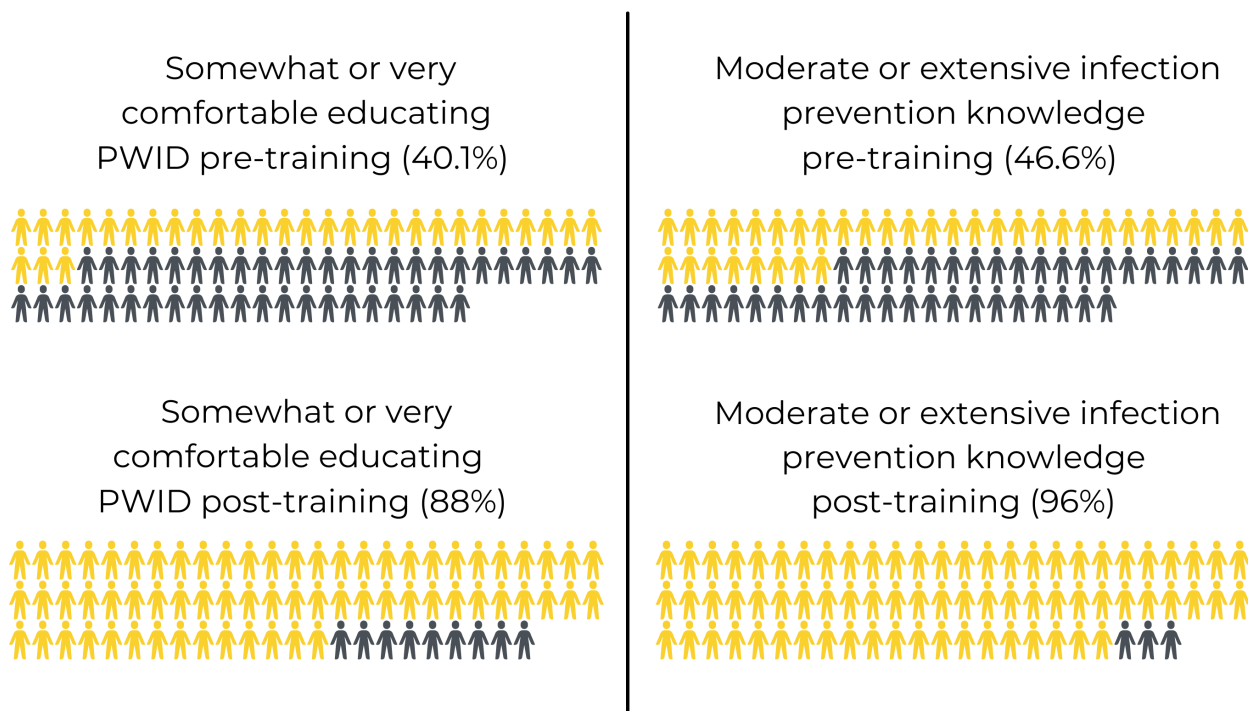 Somewhat or very
comfortable educating
PWID pre-training (40.1%)
Moderate or extensive infection
prevention knowledge
pre-training (46.6%)
Somewhat or very
comfortable educating
PWID post-training (88%)
Moderate or extensive infection
prevention knowledge
post-training (96%)